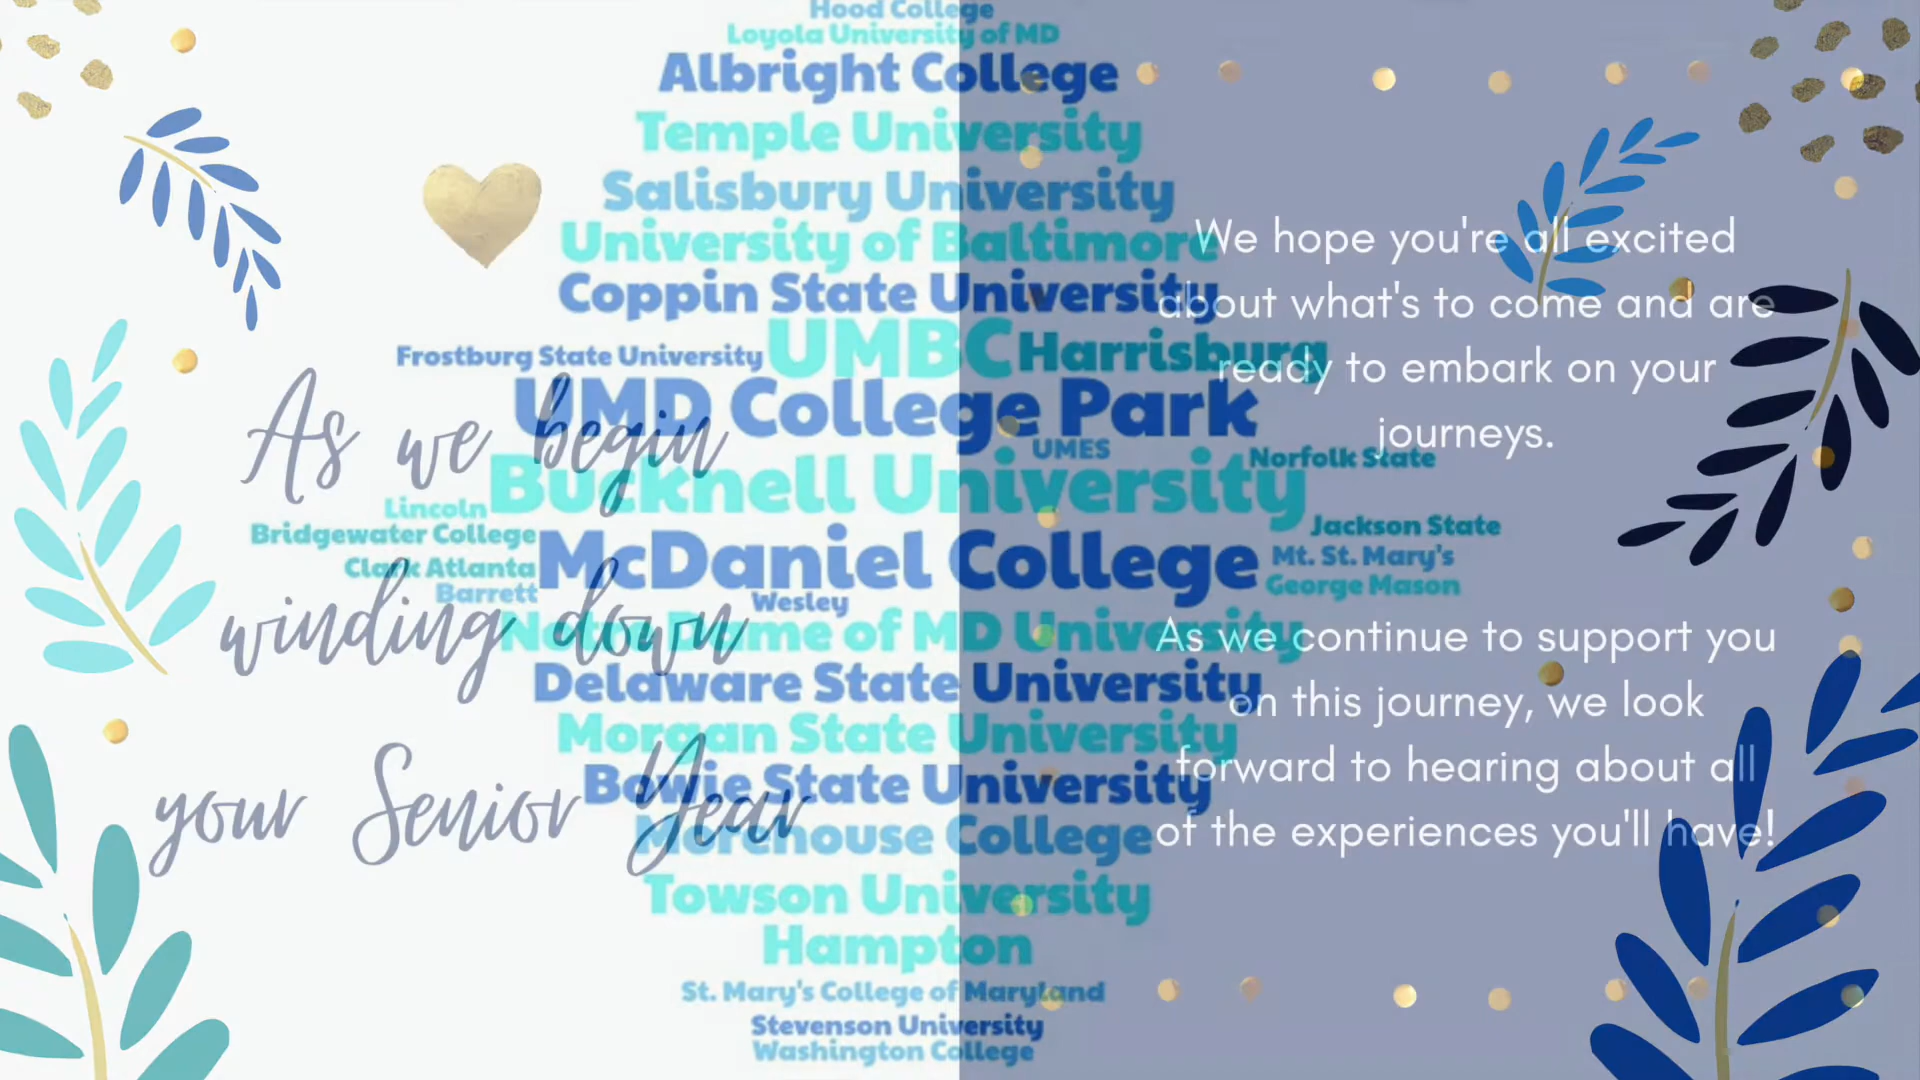 Hood College
Loyola University of MD
Albright College
Temple University
Salisbury University
University of Baltimore
Coppin State University
Frostburg State University UMBC Harrisburg
UMD College Park
UMES
Bucknell University Norfolk State
Lincoln
Bridgewater College McDaniel College Jackson State
Clark Atlanta Mt. St. Mary's
Barrett Wesley George Mason
Notre Dame of MD University
Delaware State University
Morgan State University
Bowie State University
Morehouse College
Towson University
Hampton
St. Mary's College of Maryland
Stevenson University
Washington College
As we begin
winding down
your Senior Year
We hope you're all excited
about what's to come and are
ready to embark on your
journeys.
As we continue to support you
on this journey, we look
forward to hearing about all
of the experiences you'll have!